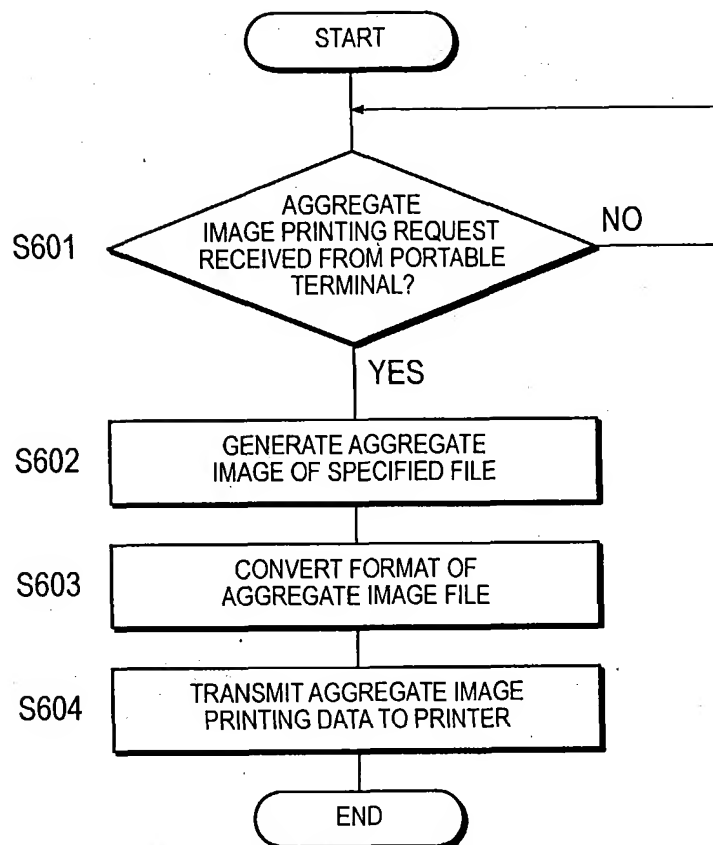 START
AGGREGATE
IMAGE PRINTING REQUEST
RECEIVED FROM PORTABLE
TERMINAL?
S601
NO
YES
S602
GENERATE AGGREGATE
IMAGE OF SPECIFIED FILE
S603
CONVERT FORMAT OF
AGGREGATE IMAGE FILE
S604
TRANSMIT AGGREGATE IMAGE
PRINTING DATA TO PRINTER
END